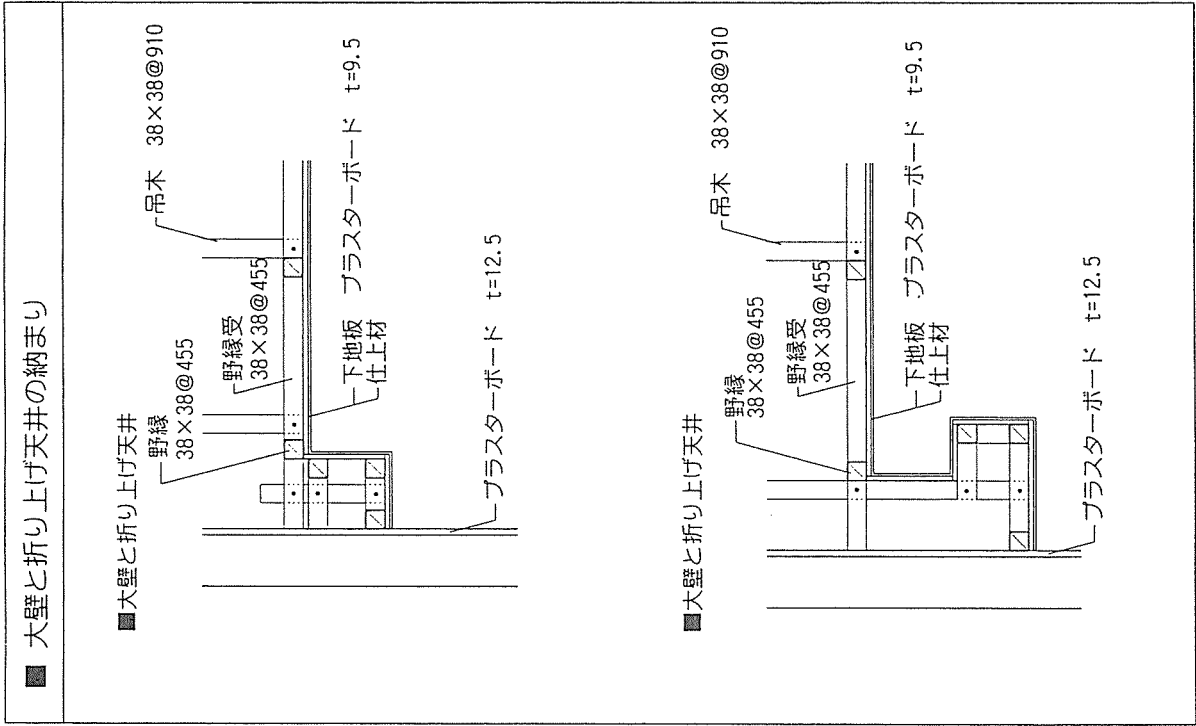 ■ 大壁と折り上げ天井の納まり
■大壁と折り上げ天井
野縁
38×38@455
野縁受
38×38@455
吊木 38×38@910
下地板 プラスターボード t=9.5
仕上材
プラスターボード t=12.5
■大壁と折り上げ天井
野縁
38×38@455
野縁受
38×38@455
吊木 38×38@910
下地板 プラスターボード t=9.5
仕上材
プラスターボード t=12.5